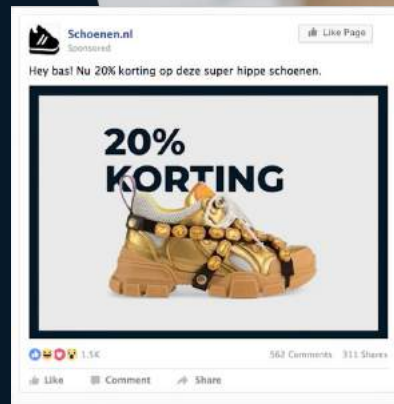 Schoenen.nl
Sponsored
Like Page
Hey bas! Nu 20% korting op deze super hippe schoenen.
20%
KORTING
1.5K
562 Comments 311 Shares
Like Comment Share